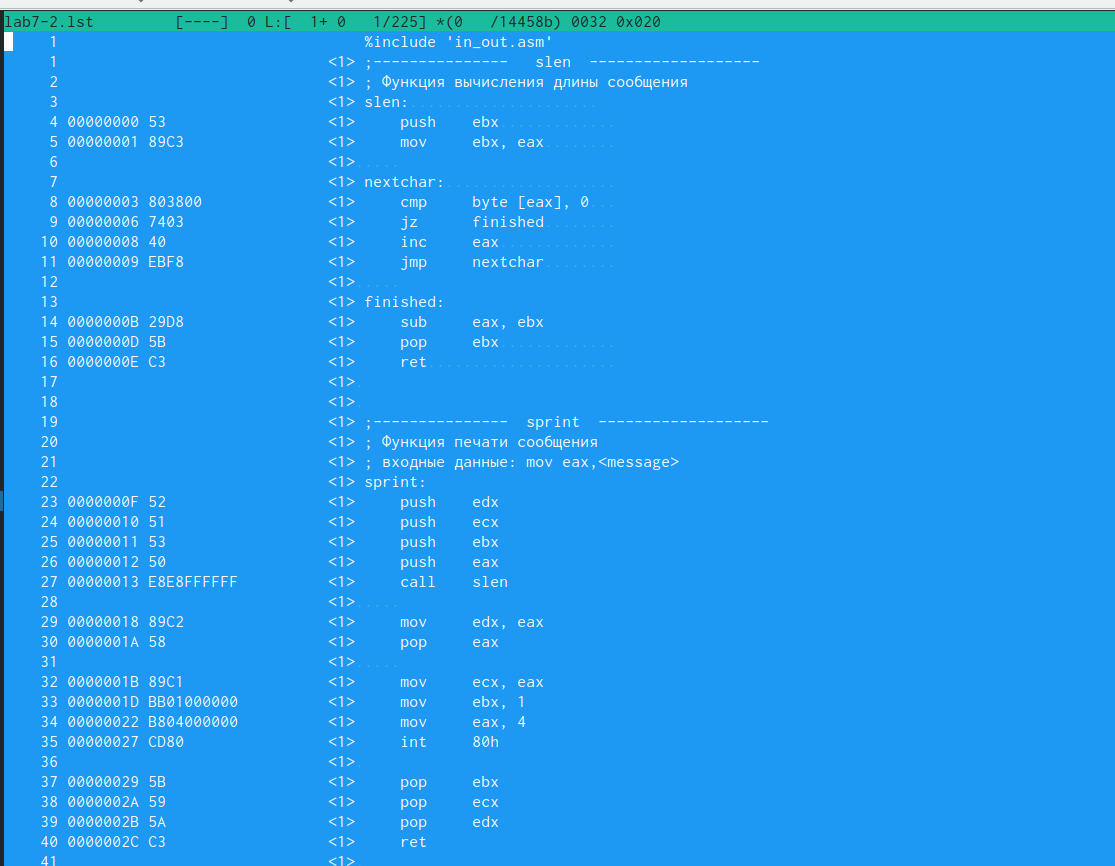 lab7-2.lst         [----]  0 L:[  1+ 0   1/225] *(0   /14458b) 0032 0x020
1                                  %include 'in_out.asm'
1                              <1> ;---------------   slen  -------------------
2                              <1> ; Функция вычисления длины сообщения
3                              <1> slen:.....................
4 00000000 53                  <1>     push    ebx.............
5 00000001 89C3                <1>     mov     ebx, eax........
6                              <1>.....
7                              <1> nextchar:...................
8 00000003 803800              <1>     cmp     byte [eax], 0...
9 00000006 7403                <1>     jz      finished........
10 00000008 40                  <1>     inc     eax.............
11 00000009 EBF8                <1>     jmp     nextchar........
12                              <1>.....
13                              <1> finished:
14 0000000B 29D8                <1>     sub     eax, ebx
15 0000000D 5B                  <1>     pop     ebx.............
16 0000000E C3                  <1>     ret.....................
17                              <1>.
18                              <1>.
19                              <1> ;---------------  sprint  -------------------
20                              <1> ; Функция печати сообщения
21                              <1> ; входные данные: mov eax,<message>
22                              <1> sprint:
23 0000000F 52                  <1>     push    edx
24 00000010 51                  <1>     push    ecx
25 00000011 53                  <1>     push    ebx
26 00000012 50                  <1>     push    eax
27 00000013 E8E8FFFFFF          <1>     call    slen
28                              <1>.....
29 00000018 89C2                <1>     mov     edx, eax
30 0000001A 58                  <1>     pop     eax
31                              <1>.....
32 0000001B 89C1                <1>     mov     ecx, eax
33 0000001D BB01000000          <1>     mov     ebx, 1
34 00000022 B804000000          <1>     mov     eax, 4
35 00000027 CD80                <1>     int     80h
36                              <1>.
37 00000029 5B                  <1>     pop     ebx
38 0000002A 59                  <1>     pop     ecx
39 0000002B 5A                  <1>     pop     edx
40 0000002C C3                  <1>     ret
41                              <1>